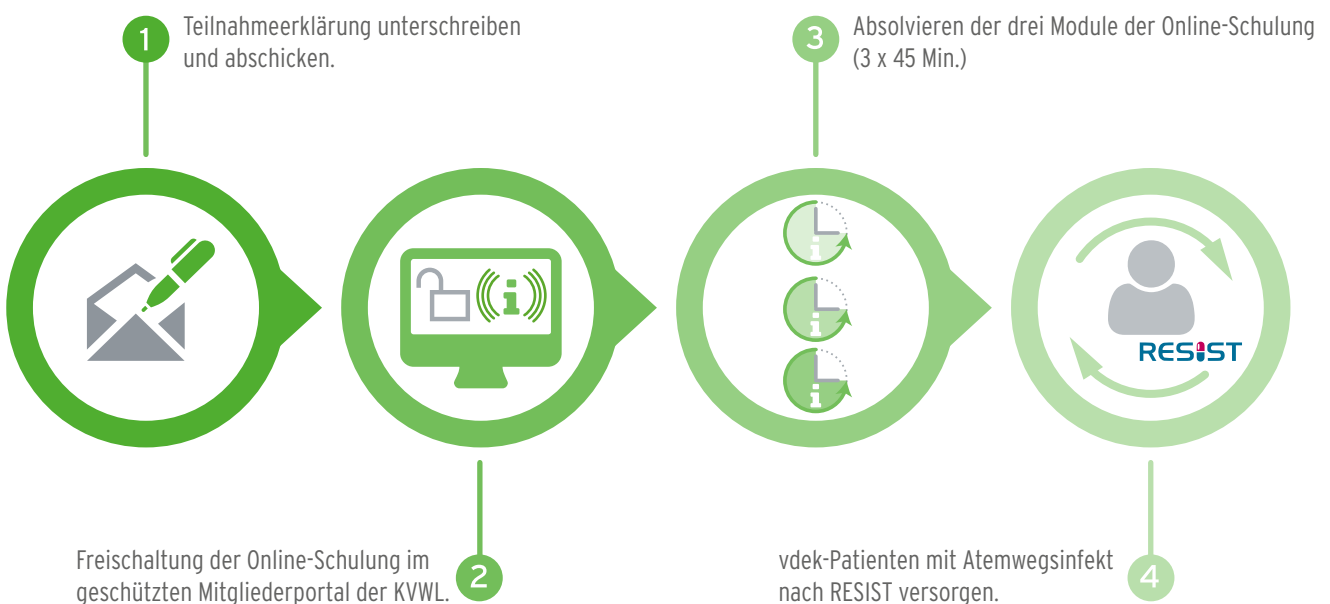 1
Teilnahmeerklärung unterschreiben
und abschicken.
Freischaltung der Online-Schulung im
geschützten Mitgliederportal der KVWL.
2
3
Absolvieren der drei Module der Online-Schulung
(3 x 45 Min.)
RESIST
vdek-Patienten mit Atemwegsinfekt
nach RESIST versorgen.
4